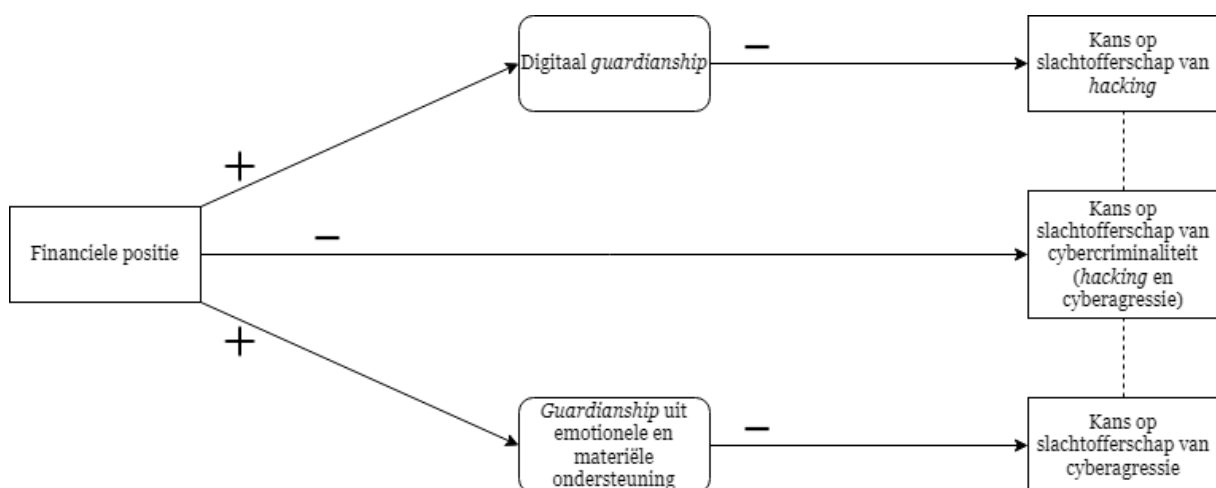 Digitaal guardianship
−
Kans op
slachtofferschap van
hacking
+
Financiele positie
−
Kans op
slachtofferschap van
cybercriminaliteit
(hacking en
cyberagressie)
+
Guardianship uit
emotionele en
materiële
ondersteuning
−
Kans op
slachtofferschap van
cyberagressie